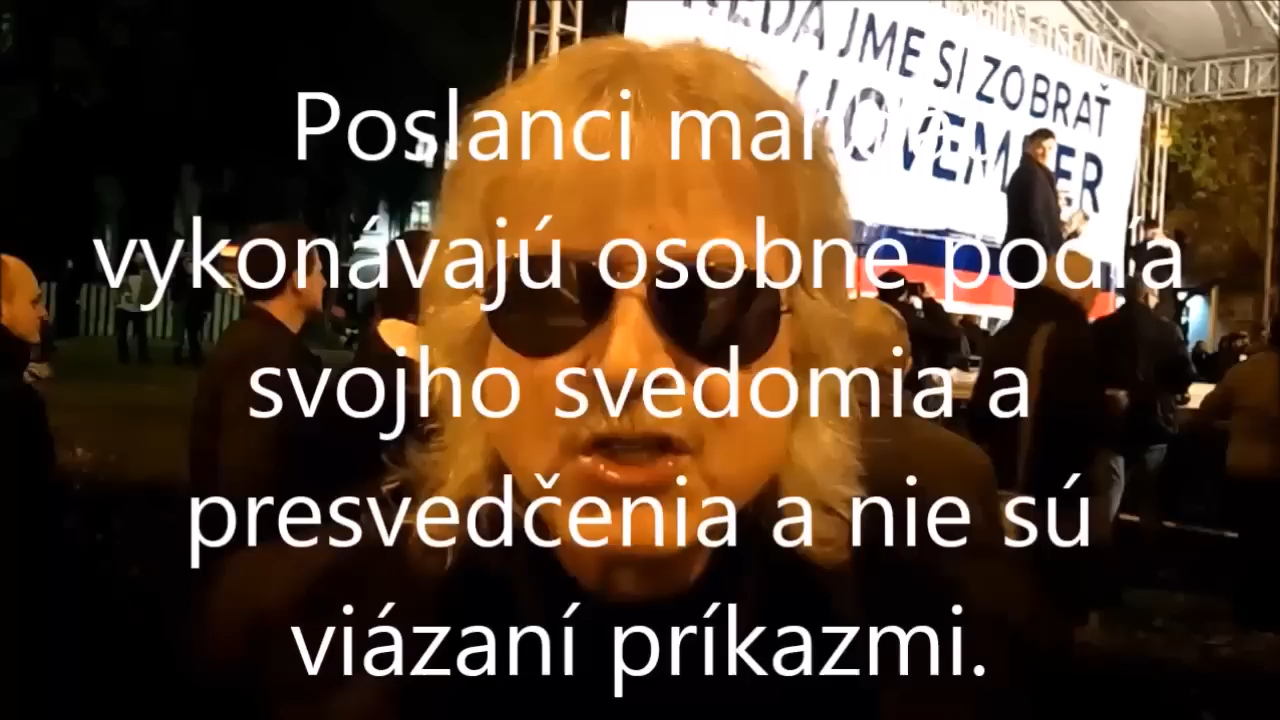 JME SI ZOBRAŤ
Poslanci
vykonávajú osobne podľa
svojho svedomia a
presvedčenia a nie sú
viázaní príkazmi.